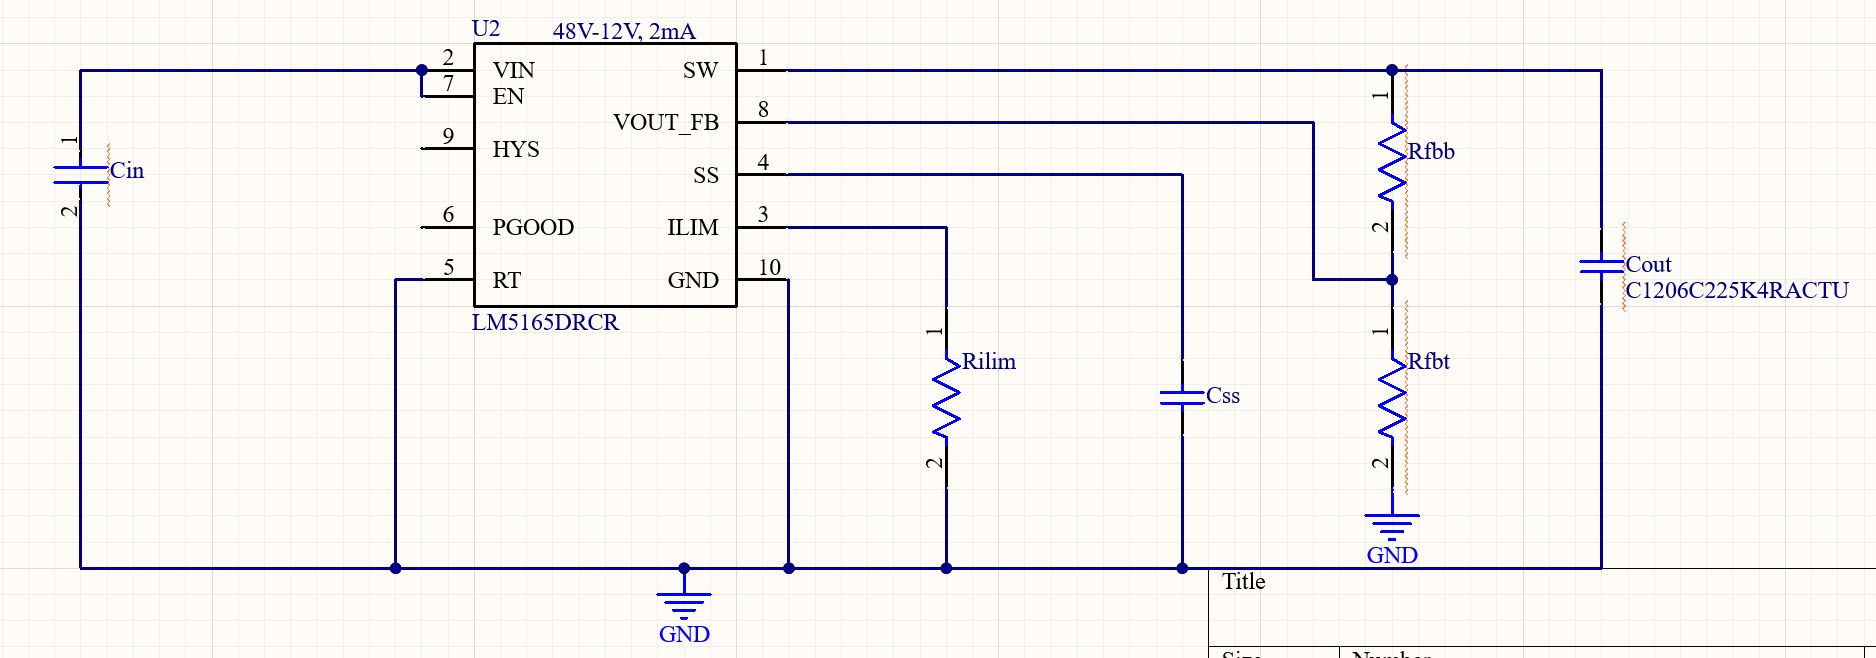 U2
48V-12V, 2mA
2
VIN
SW
1
7
EN
VOUT_FB
8
9
HYS
SS
4
6
PGOOD
ILIM
3
5
RT
GND
10
LM5165DRCR
1
Cin
2
1
Rfbb
2
Cout
C1206C225K4RACTU
1
Rilim
2
Css
1
Rfbt
2
GND
GND
Title
Size
Number